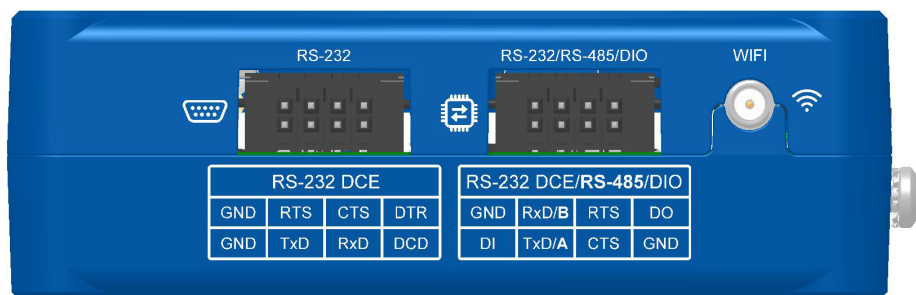 RS-232
RS-232/RS-485/DIO
WIFI
RS-232 DCE
GND RTS CTS DTR
GND TxD RxD DCD
RS-232 DCE/RS-485/DIO
GND RxD/B RTS DO
DI TxD/A CTS GND